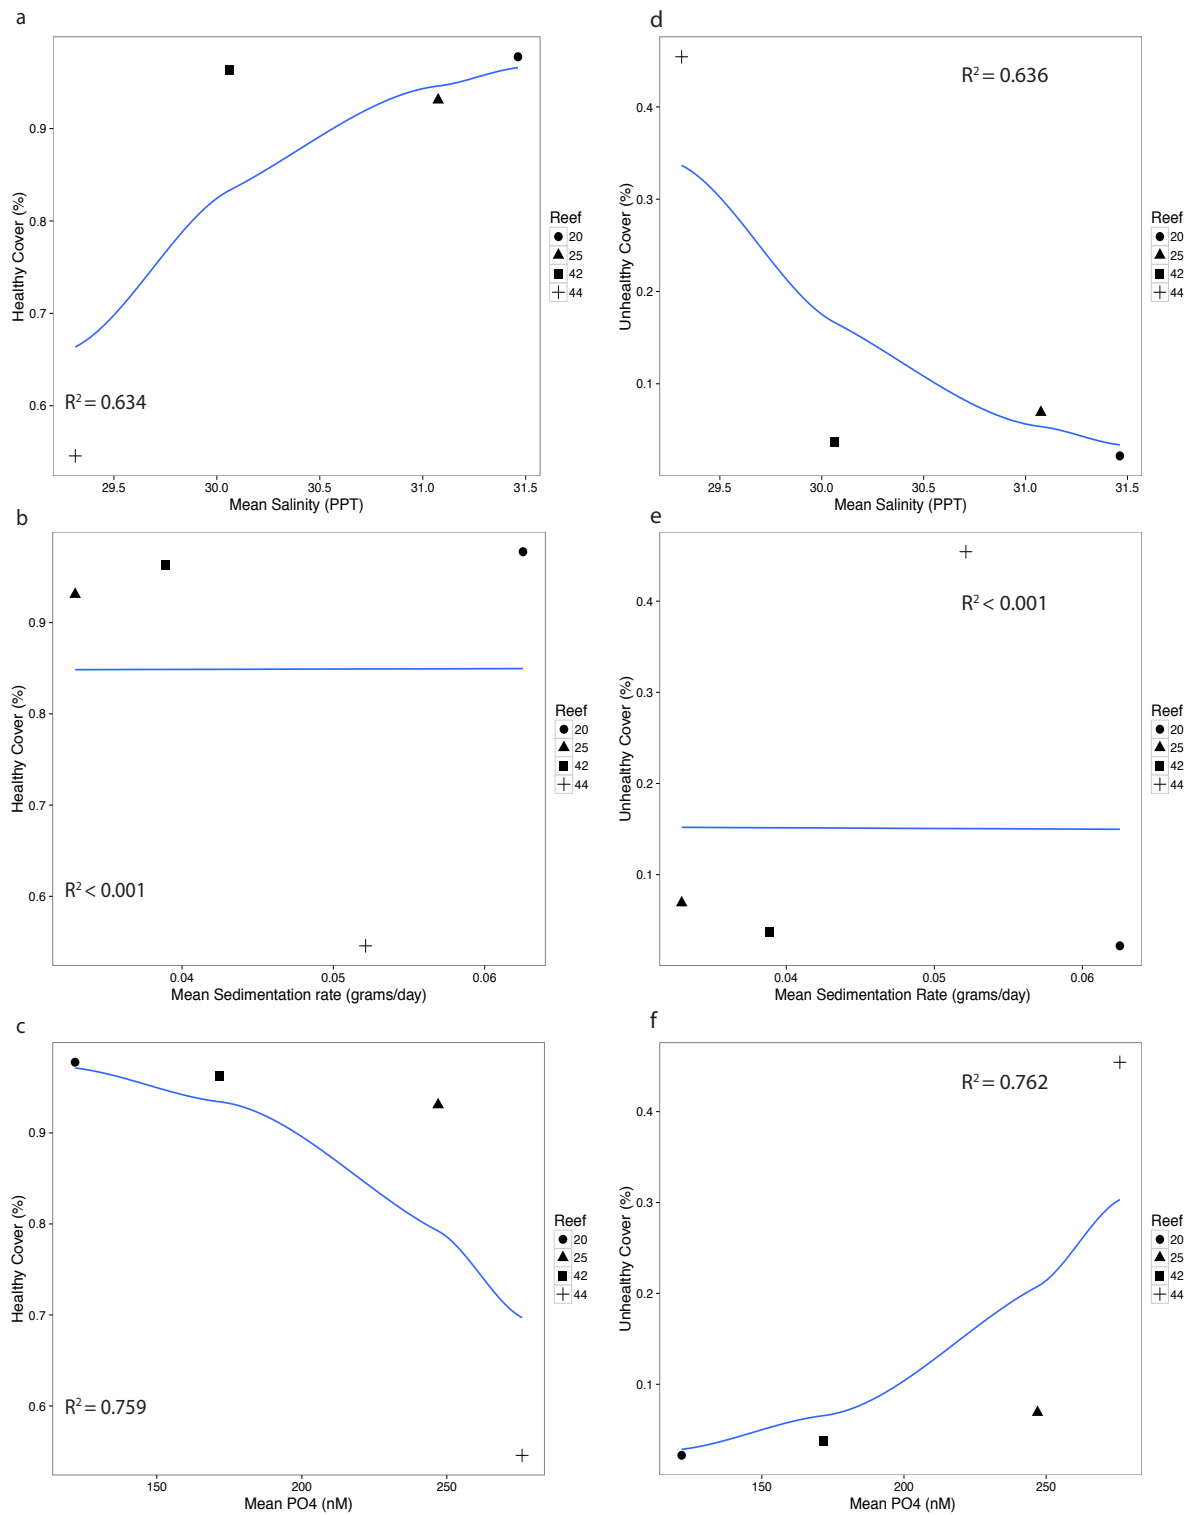 a
Healthy Cover (%)
0.9
0.8
0.7
0.6
R² = 0.634
29.5 30.0 30.5 31.0 31.5
Mean Salinity (PPT)
Reef
20
25
42
44
d
Unhealthy Cover (%)
0.4
0.3
0.2
0.1
R² = 0.636
29.5 30.0 30.5 31.0 31.5
Mean Salinity (PPT)
Reef
20
25
42
44
b
Healthy Cover (%)
0.9
0.8
0.7
0.6
R² < 0.001
0.04 0.05 0.06
Mean Sedimentation rate (grams/day)
Reef
20
25
42
44
e
Unhealthy Cover (%)
0.4
0.3
0.2
0.1
R² < 0.001
0.04 0.05 0.06
Mean Sedimentation Rate (grams/day)
Reef
20
25
42
44
c
Healthy Cover (%)
0.9
0.8
0.7
0.6
R² = 0.759
150 200 250
Mean PO4 (nM)
Reef
20
25
42
44
f
Unhealthy Cover (%)
0.4
0.3
0.2
0.1
R² = 0.762
150 200 250
Mean PO4 (nM)
Reef
20
25
42
44